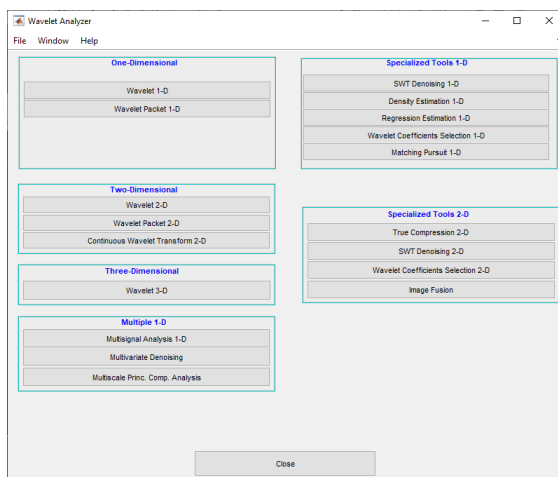 Wavelet Analyzer
File Window Help
One-Dimensional
Wavelet 1-D
Wavelet Packet 1-D
Two-Dimensional
Wavelet 2-D
Wavelet Packet 2-D
Continuous Wavelet Transform 2-D
Three-Dimensional
Wavelet 3-D
Multiple 1-D
Multisignal Analysis 1-D
Multivariate Denoising
Multiscale Princ. Comp. Analysis
Specialized Tools 1-D
SWT Denoising 1-D
Density Estimation 1-D
Regression Estimation 1-D
Wavelet Coefficients Selection 1-D
Matching Pursuit 1-D
Specialized Tools 2-D
True Compression 2-D
SWT Denoising 2-D
Wavelet Coefficients Selection 2-D
Image Fusion
Close